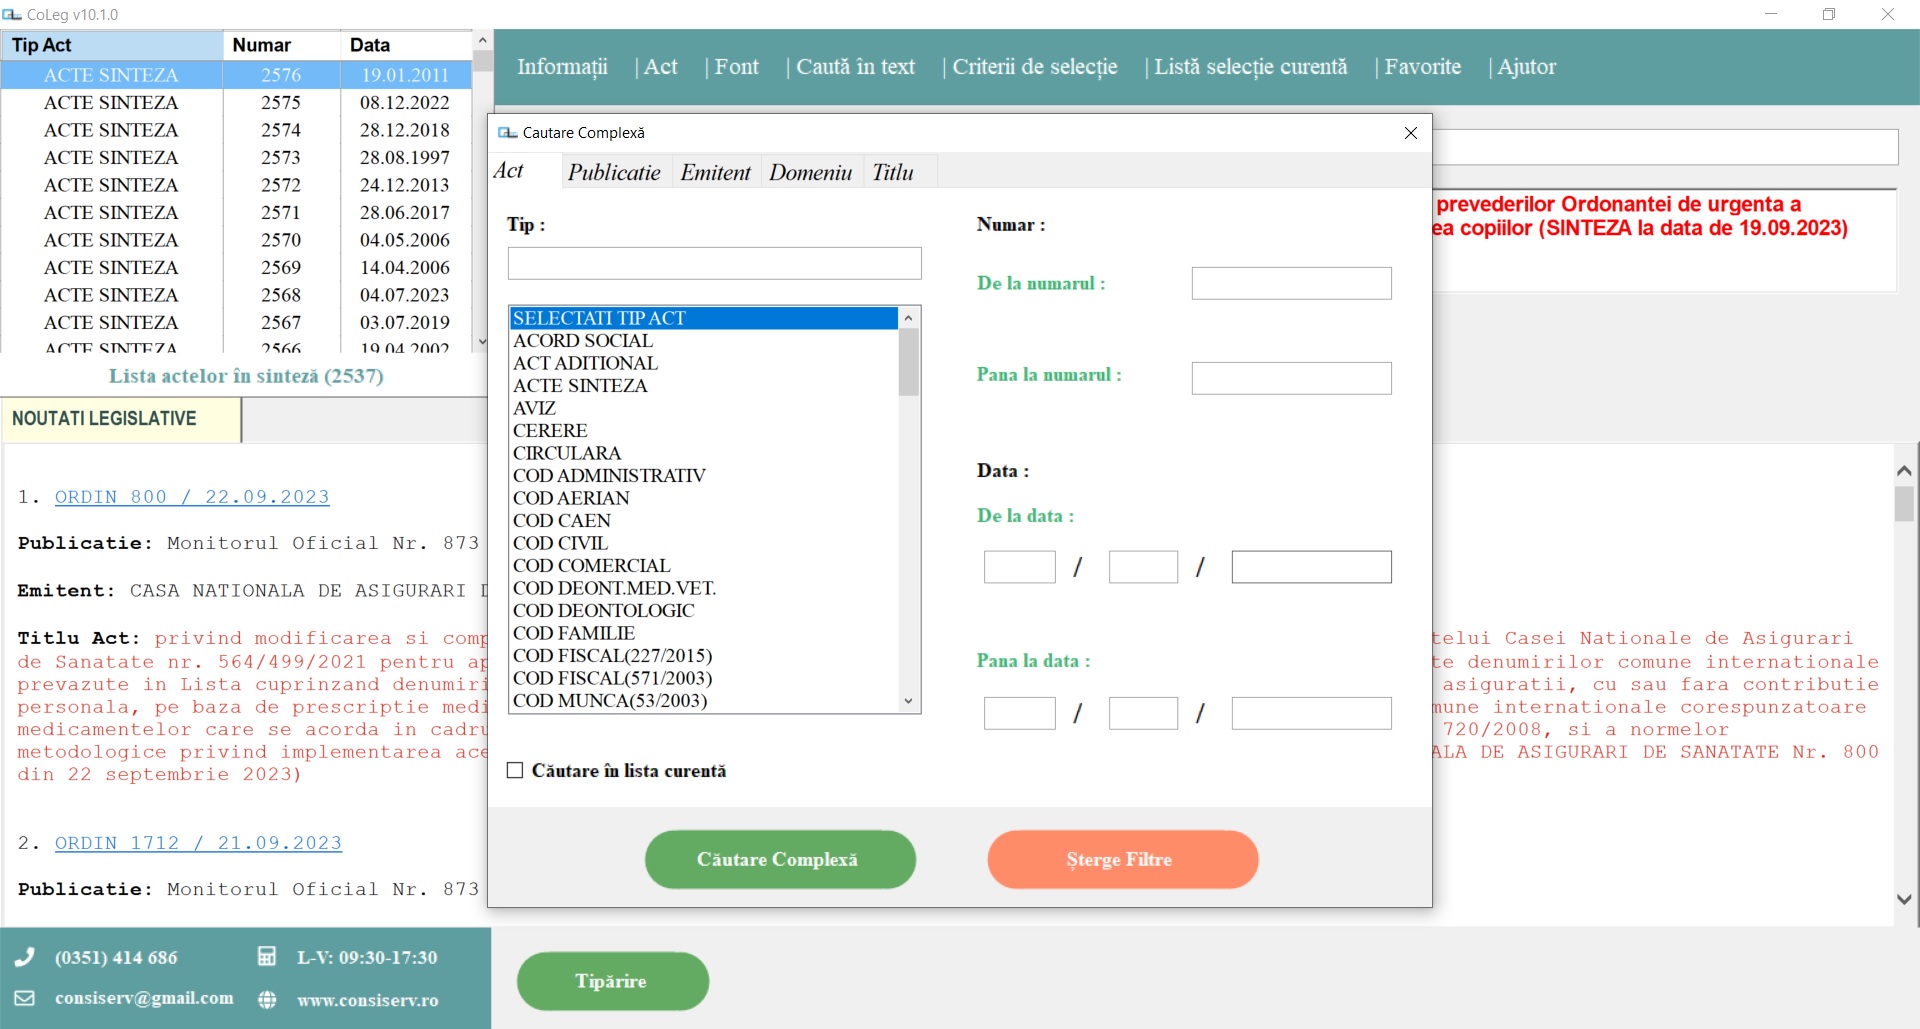 CoLeg v10.1.0
Tip Act Numar Data
ACTE SINTEZA 2576 19.01.2011
ACTE SINTEZA 2575 08.12.2022
ACTE SINTEZA 2574 28.12.2018
ACTE SINTEZA 2573 28.08.1997
ACTE SINTEZA 2572 24.12.2013
ACTE SINTEZA 2571 28.06.2017
ACTE SINTEZA 2570 04.05.2006
ACTE SINTEZA 2569 14.04.2006
ACTE SINTEZA 2568 04.07.2023
ACTE SINTEZA 2567 03.07.2019
ACTE SINTEZA 2566 19.04.2002
Lista actelor în sinteză (2537)
Informații | Act | Font | Caută în text | Criterii de selecție | Listă selecție curentă | Favorite | Ajutor
prevederilor Ordonantei de urgenta a
ea copiilor (SINTEZA la data de 19.09.2023)
NOUTATI LEGISLATIVE
1. ORDIN 800 / 22.09.2023
Publicatie: Monitorul Oficial Nr. 873
Emitent: CASA NATIONALA DE ASIGURARI
Titlu Act: privind modificarea si comp
de Sanatate nr. 564/499/2021 pentru ap
prevazute in Lista cuprinzand denumiri
personala, pe baza de prescriptie medi
medicamentelor care se acorda in cadru
metodologice privind implementarea ace
din 22 septembrie 2023)
telui Casei Nationale de Asigurari
te denumirilor comune internationale
asiguratii, cu sau fara contributie
mune internationale corespunzatoare
720/2008, si a normelor
ALA DE ASIGURARI DE SANATATE Nr. 800
2. ORDIN 1712 / 21.09.2023
Publicatie: Monitorul Oficial Nr. 873
Cautare Complexă
Act Publicatie Emitent Domeniu Titlu
Tip :
SELECTATI TIP ACT
ACORD SOCIAL
ACT ADITIONAL
ACTE SINTEZA
AVIZ
CERERE
CIRCULARA
COD ADMINISTRATIV
COD AERIAN
COD CAEN
COD CIVIL
COD COMERCIAL
COD DEONT.MED.VET.
COD DEONTOLOGIC
COD FAMILIE
COD FISCAL(227/2015)
COD FISCAL(571/2003)
COD MUNCA(53/2003)
Căutare în lista curentă
Numar :
De la numarul :
Pana la numarul :
Data :
De la data :
/ /
Pana la data :
/ /
Căutare Complexă
Șterge Filtre
(0351) 414 686
L-V: 09:30-17:30
consiserv@gmail.com
www.consiserv.ro
Tipărire